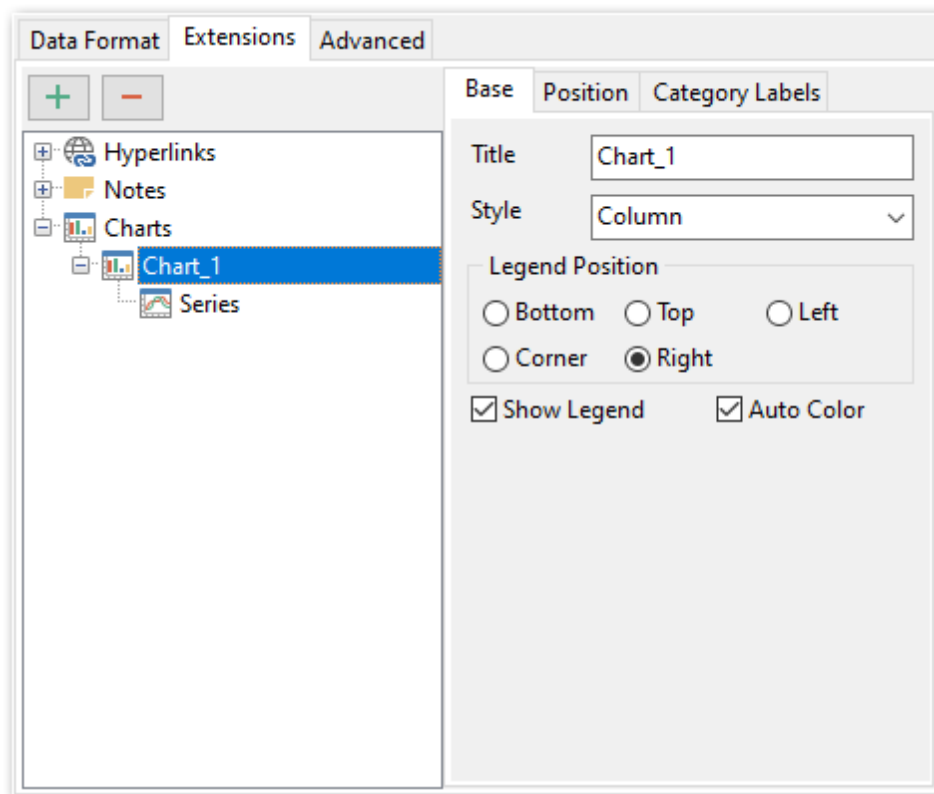 Data Format Extensions Advanced
Base Position Category Labels
Hyperlinks
Notes
Charts
Chart_1
Series
Title Chart_1
Style Column
Legend Position
Bottom Top Left
Corner Right
Show Legend Auto Color